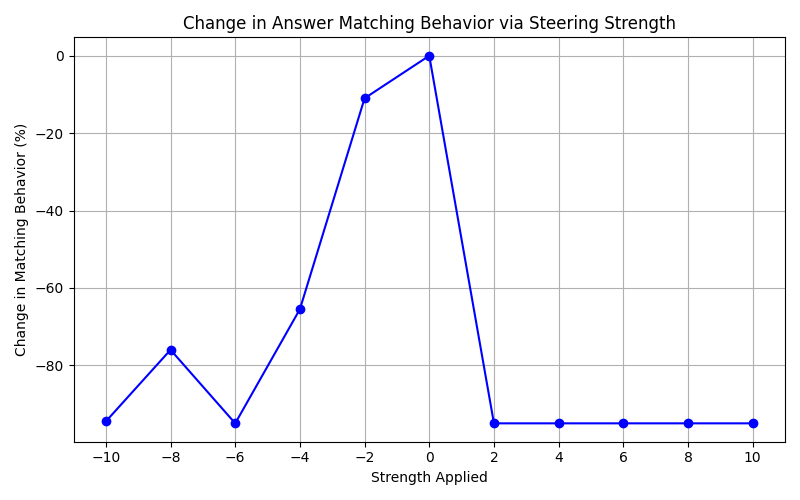 Change in Answer Matching Behavior via Steering Strength
Change in Matching Behavior (%)
0
−20
−40
−60
−80
−10 −8 −6 −4 −2 0 2 4 6 8 10
Strength Applied